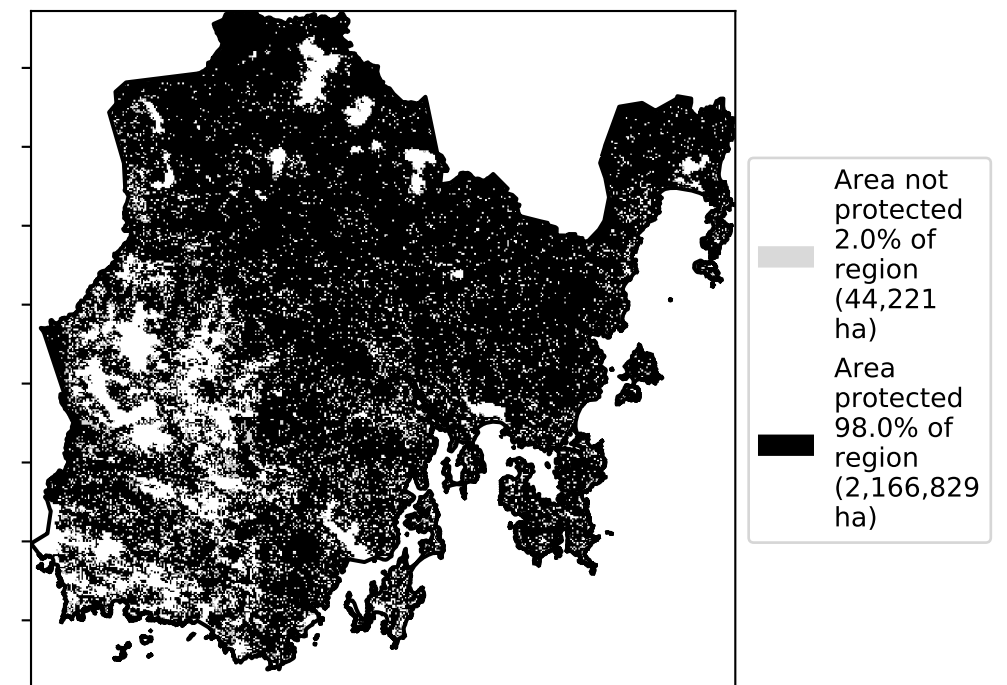 Area not
protected
2.0% of
region
(44,221
ha)
Area
protected
98.0% of
region
(2,166,829
ha)